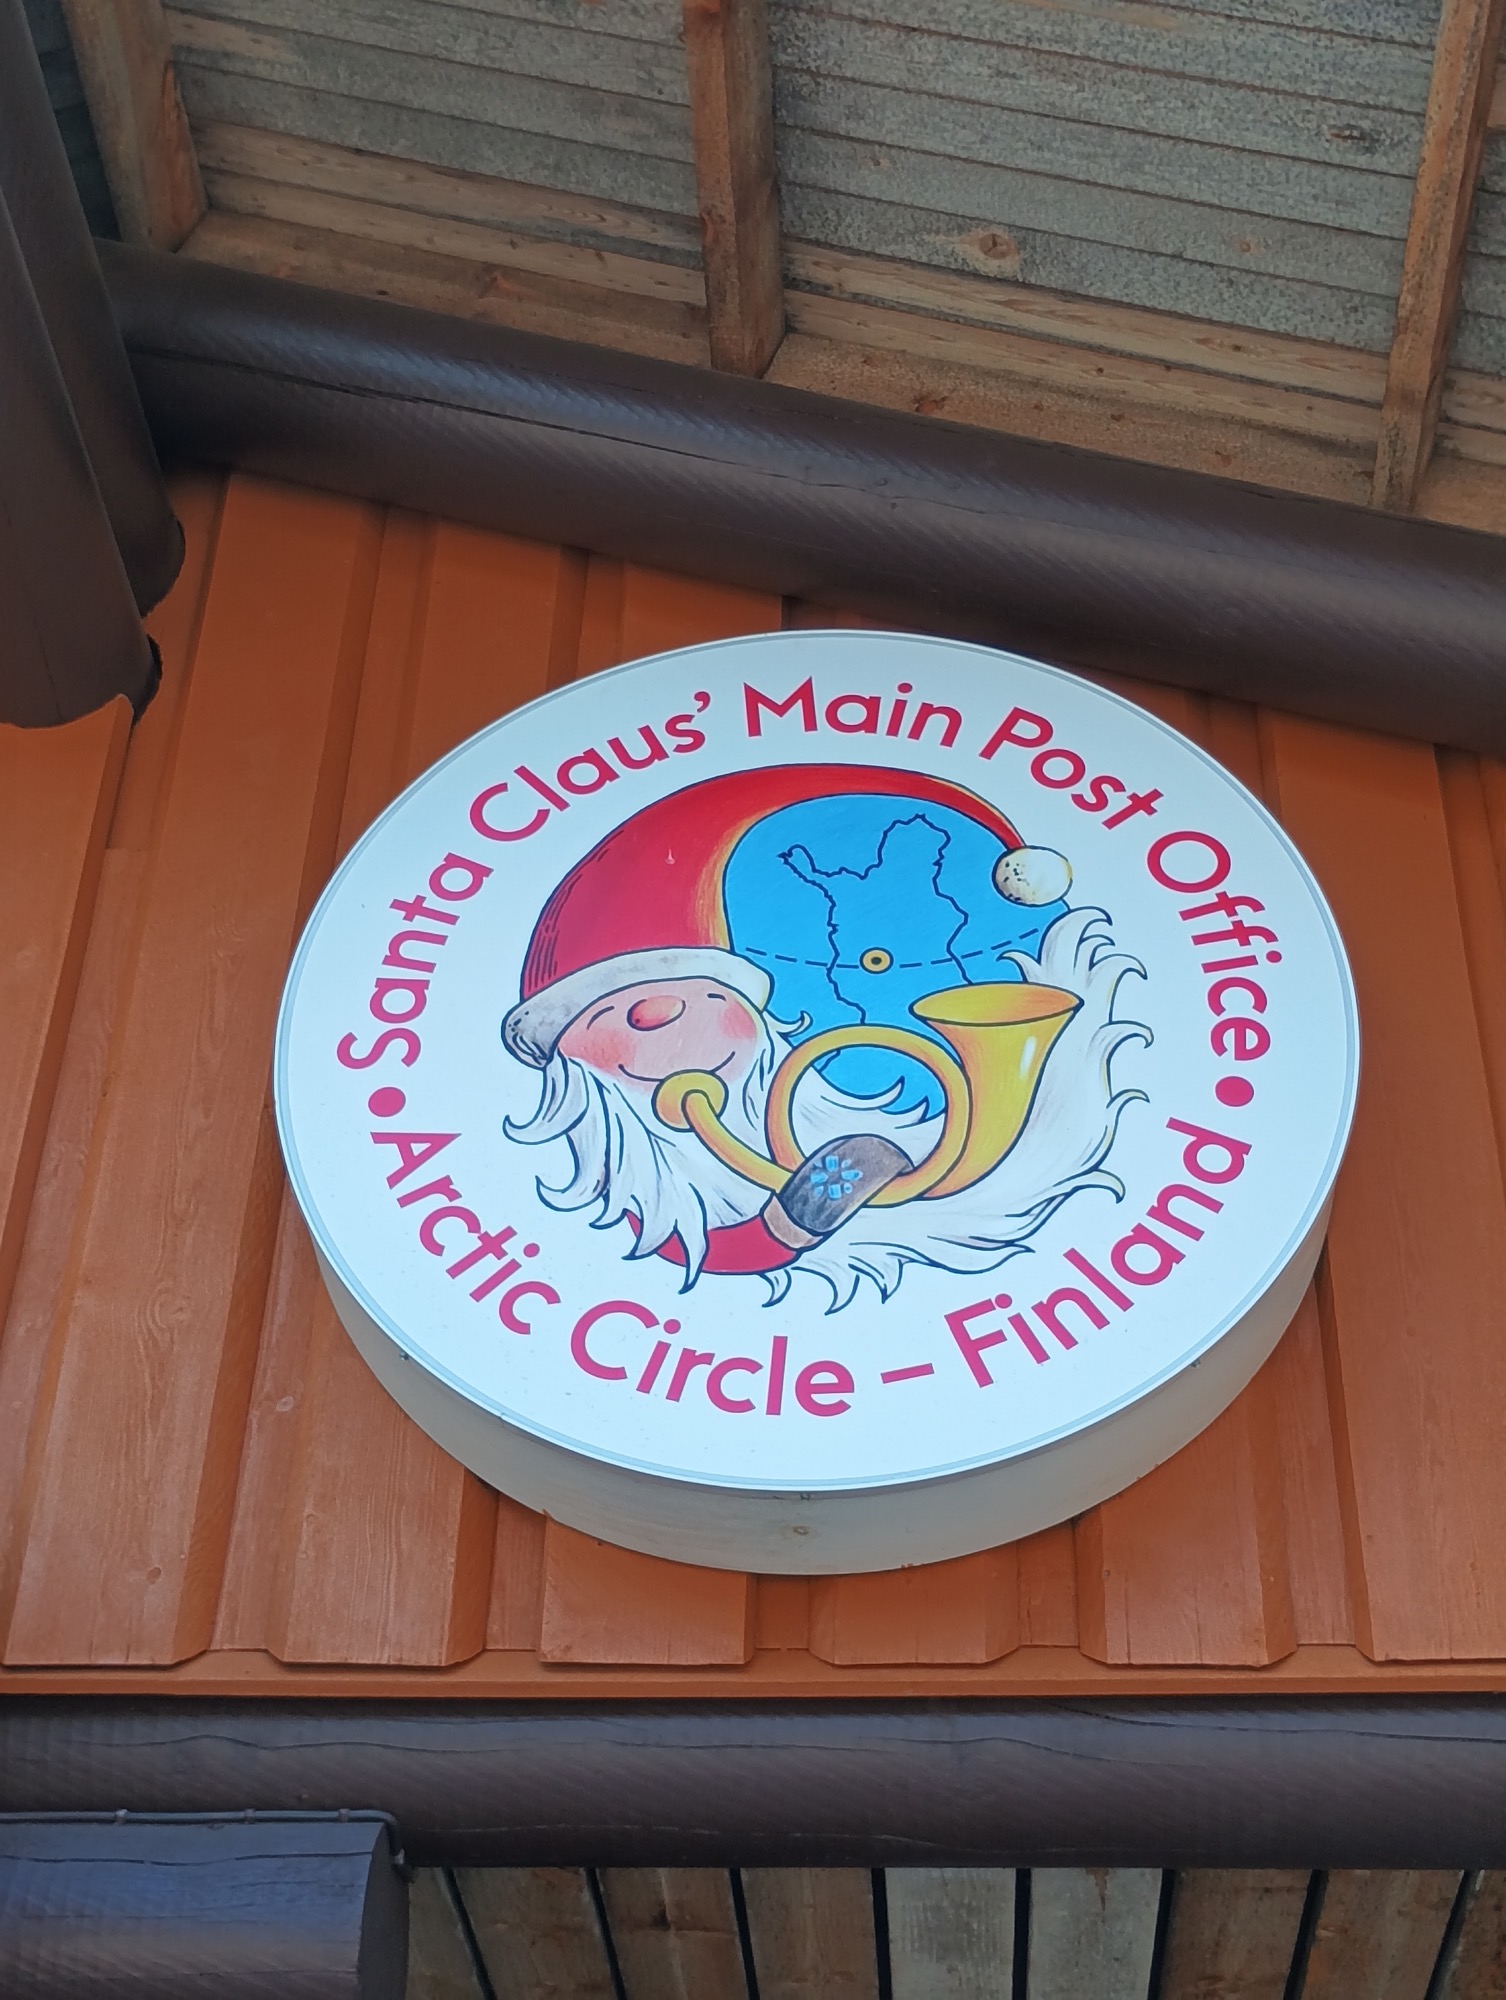 Santa Claus’ Main Post Office
Arctic Circle – Finland